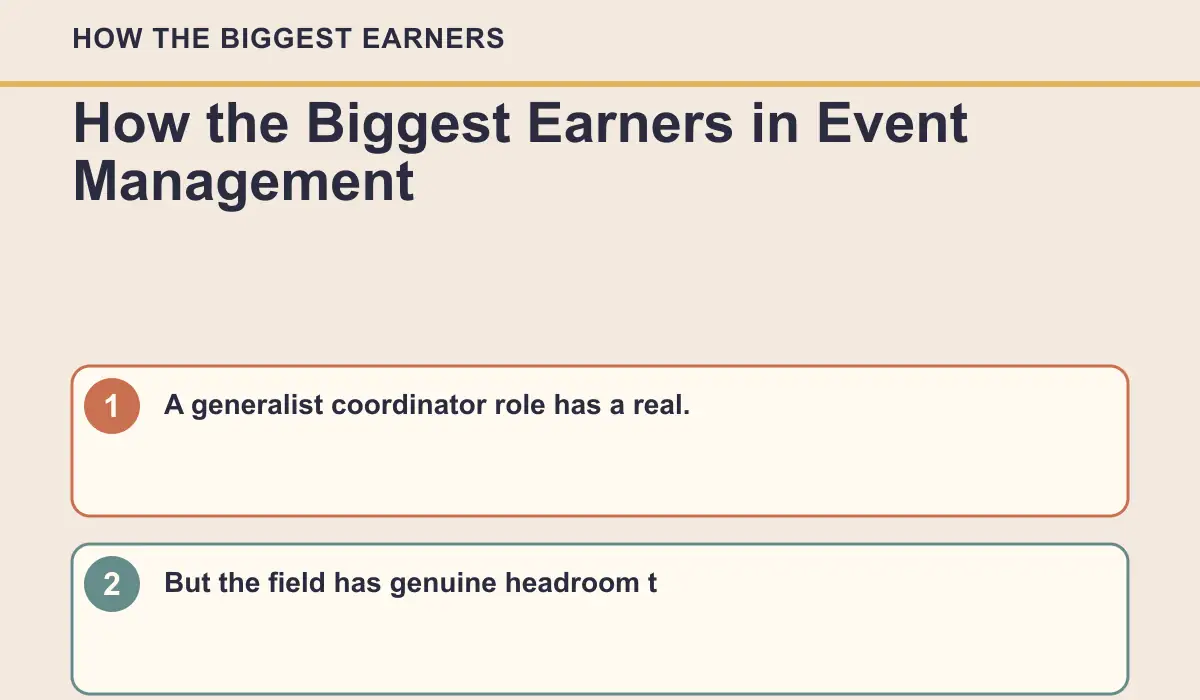 HOW THE BIGGEST EARNERS
How the Biggest Earners in Event
Management
1
A generalist coordinator role has a real.
2
But the field has genuine headroom t